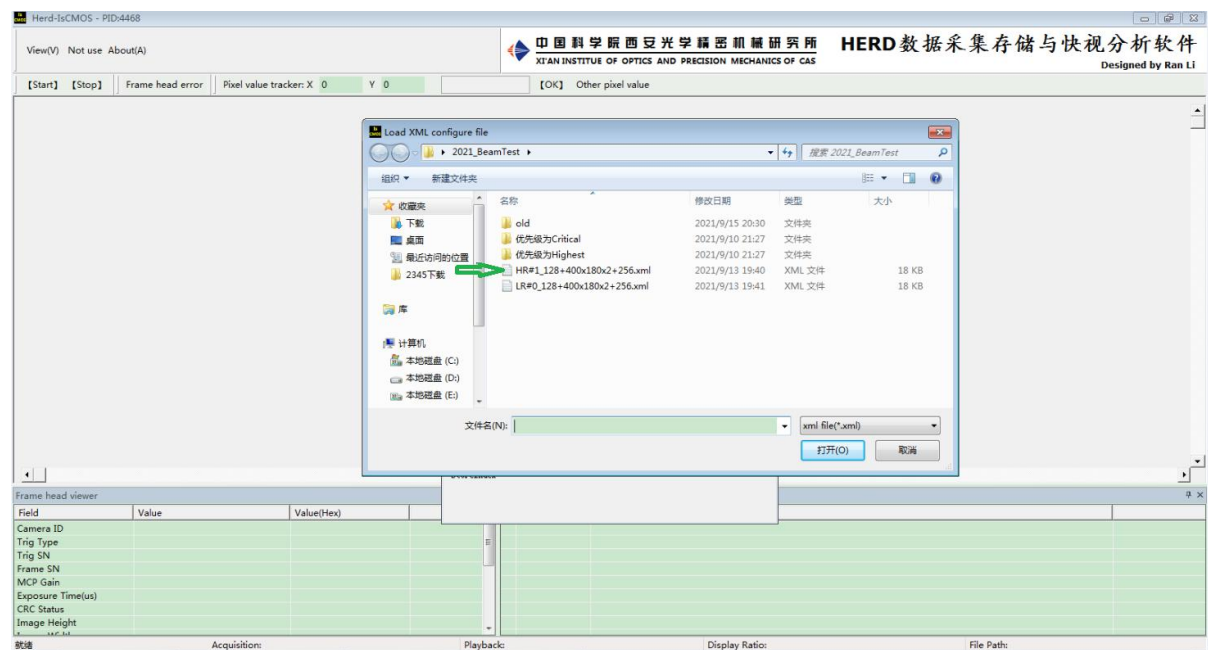 Herd-IsCMOS - PID:4468
View(V) Not use About(A)
中国科学院西安光学精密机械研究所
XI'AN INSTITUE OF OPTICS AND PRECISION MECHANICS OF CAS
HERD数据采集存储与快视分析软件
Designed by Ran Li
【Start】 【Stop】 Frame head error Pixel value tracker: X 0 Y 0 【OK】 Other pixel value
Load XML configure file
2021_BeamTest
搜索 2021_BeamTest
组织 新建文件夹
收藏夹
下载
桌面
最近访问的位置
2345下载
库
计算机
本地磁盘 (C:)
本地磁盘 (D:)
本地磁盘 (E:)
名称 修改日期 类型 大小
old 2021/9/15 20:30 文件夹
优先级为Critical 2021/9/10 21:27 文件夹
优先级为Highest 2021/9/10 21:27 文件夹
HR#1_128+400x180x2+256.xml 2021/9/13 19:40 XML 文件 18 KB
LR#0_128+400x180x2+256.xml 2021/9/13 19:41 XML 文件 18 KB
文件名(N): xml file(*.xml)
打开(O) 取消
Frame head viewer
Field Value Value(Hex)
Camera ID
Trig Type
Trig SN
Frame SN
MCP Gain
Exposure Time(us)
CRC Status
Image Height
就绪 Acquisition: Playback: Display Ratio: File Path: